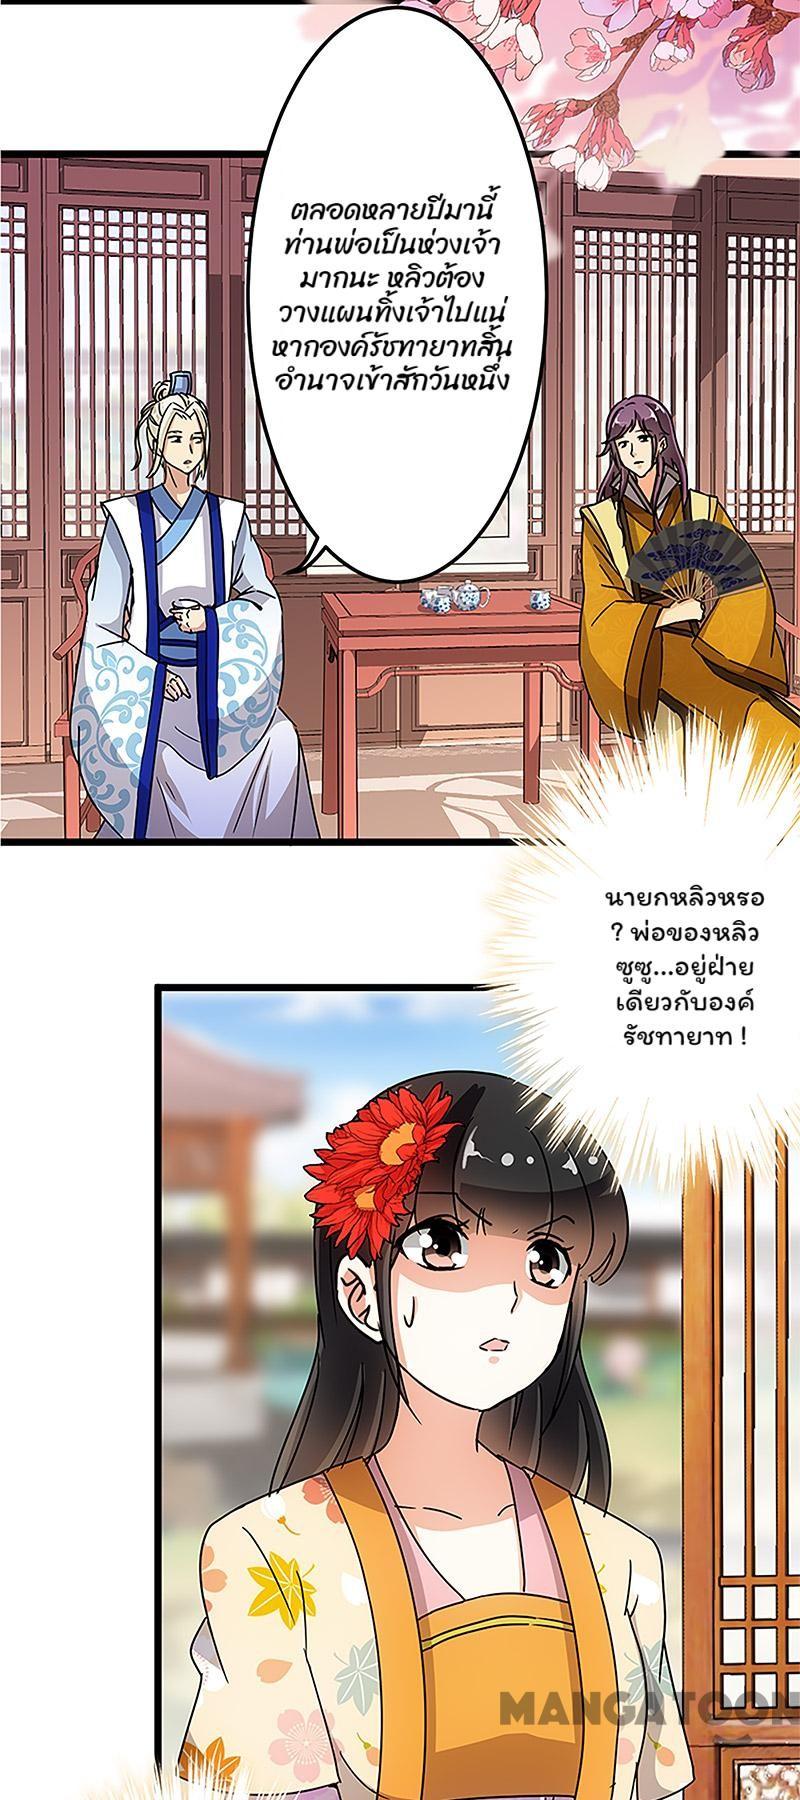 ตลอดหลายปีมานี้
ท่านพ่อเป็นห่วงเจ้า
มากนะ หลิวต้อง
วางแผนทิ้งเจ้าไปแน่
หากองค์รัชทายาทสิ้น
อำนาจเข้าสักวันหนึ่ง
นายกหลิวหรอ
? พ่อของหลิว
ซูซู...อยู่ฝ่าย
เดียวกับองค์
รัชทายาท !
MANGATOON